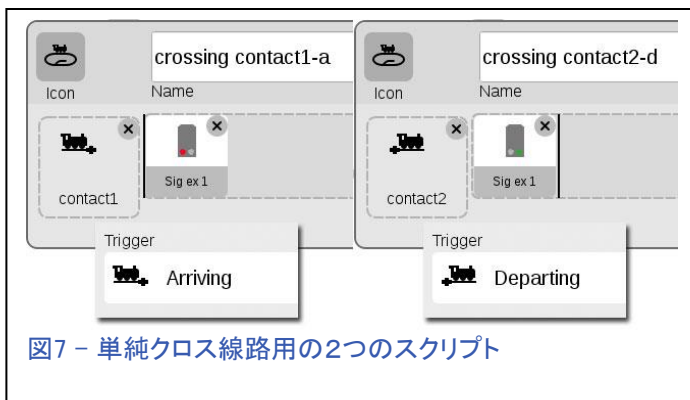 crossing contact1-a
Icon
Name
contact1
Sig ex 1
Trigger
Arriving
crossing contact2-d
Icon
Name
contact2
Sig ex 1
Trigger
Departing
図7 – 単純クロス線路用の２つのスクリプト